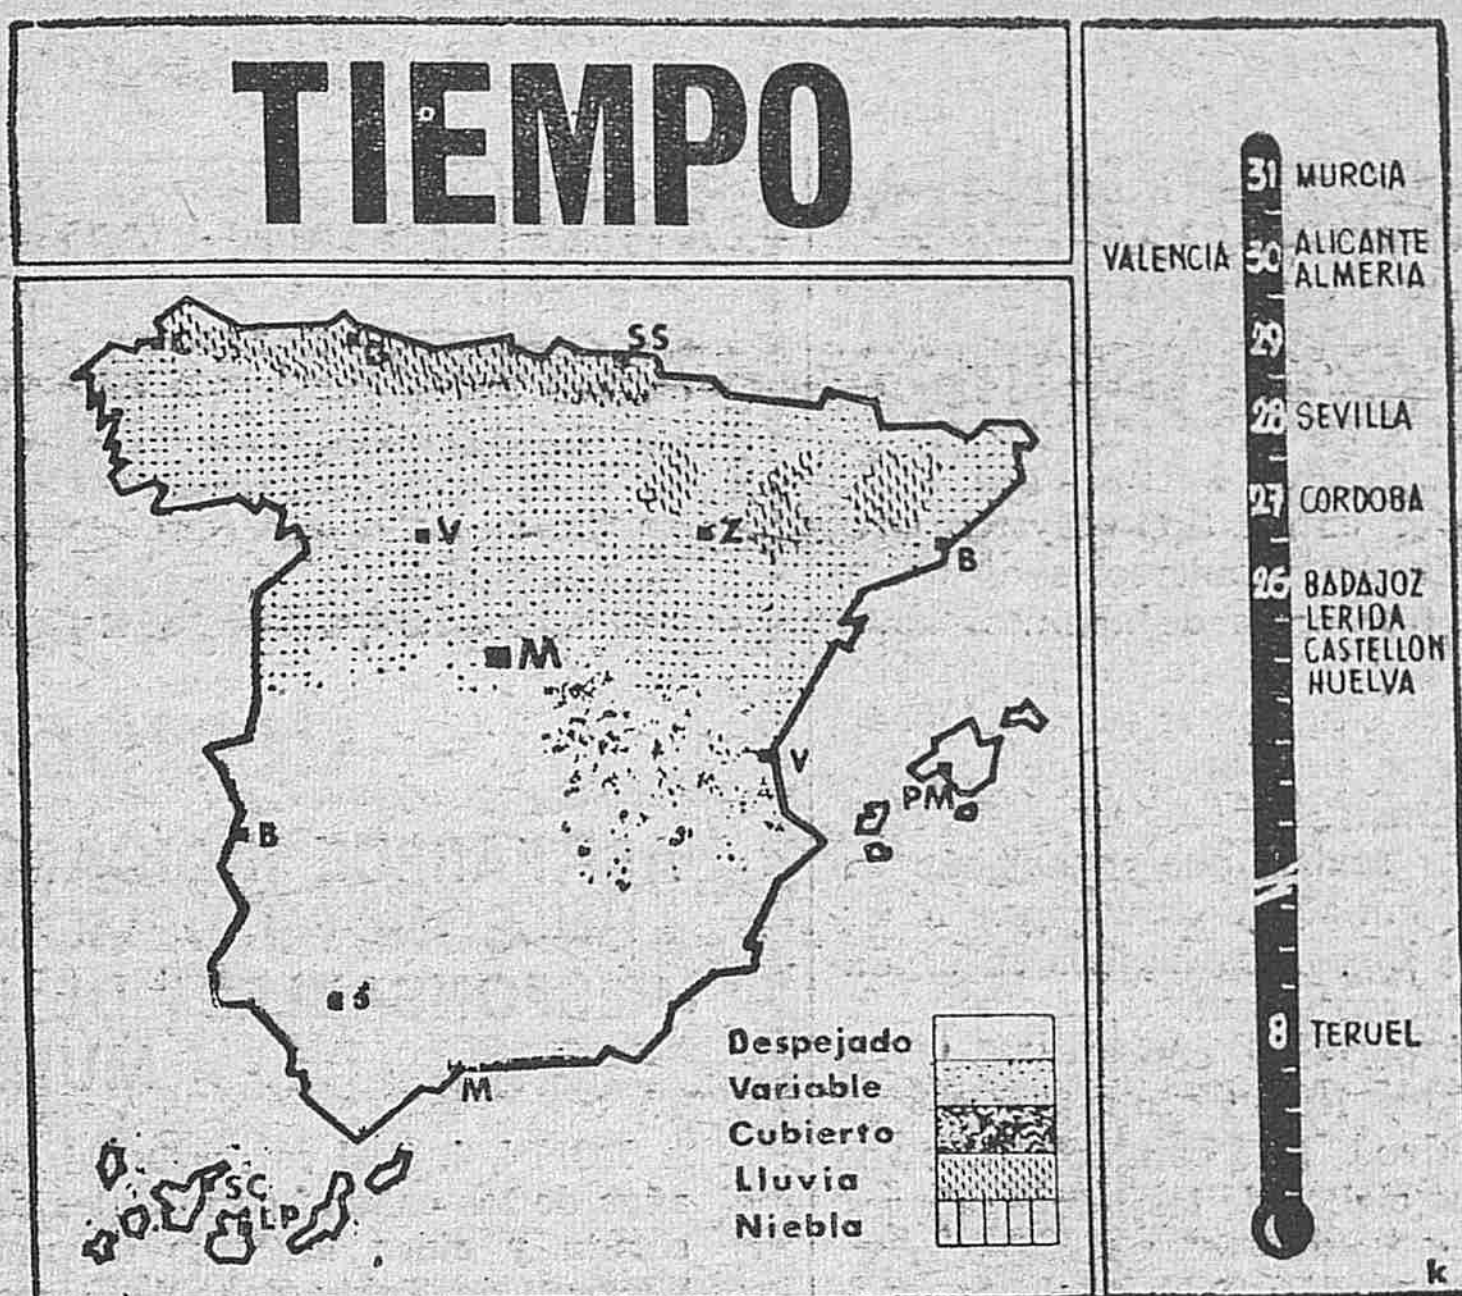 TIEMPO
C
G
SS
V
Z
B
M
V
PM
B
S
M
SC
LP
Despejado
Variable
Cubierto
Lluvia
Niebla
31 MURCIA
VALENCIA 30 ALICANTE
ALMERIA
29
28 SEVILLA
27 CORDOBA
26 BADAJOZ
LERIDA
CASTELLON
HUELVA
8 TERUEL
k